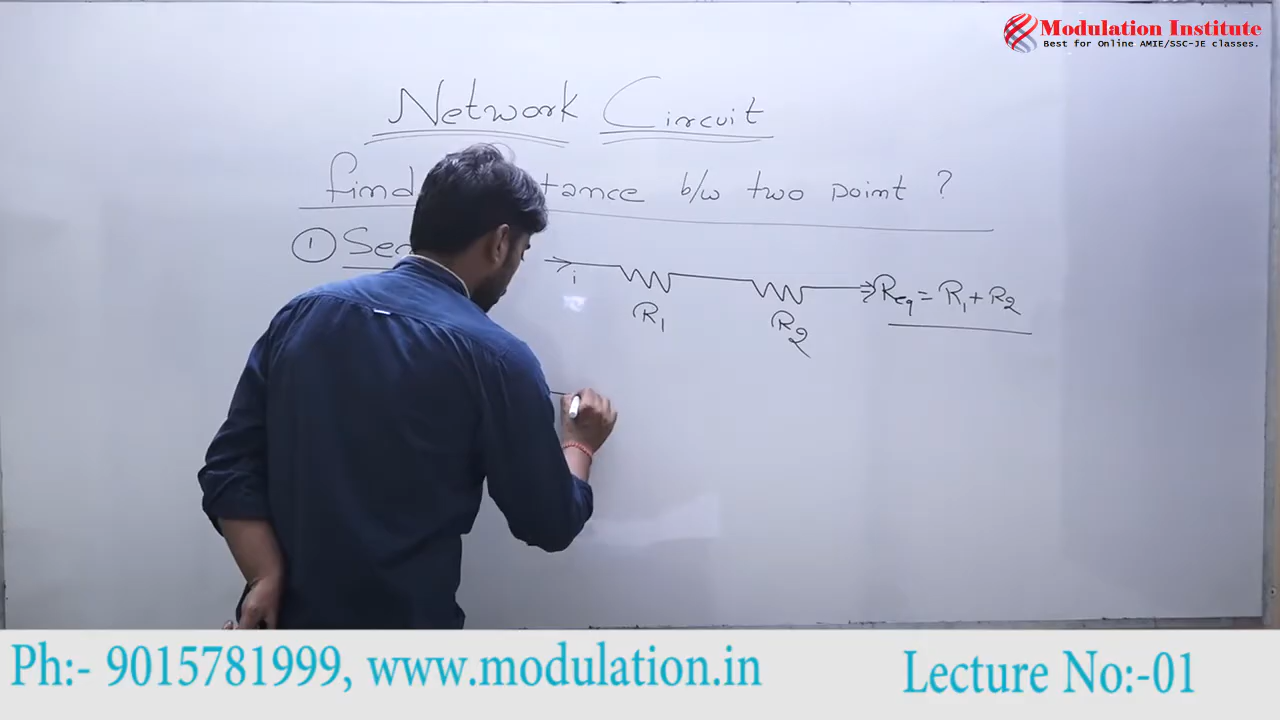 Modulation Institute
Best for Online AMIE/SSC-JE classes.
Network Circuit
find tance b/w two point ?
① Se
i
R1
R2
Req = R1 + R2
Ph:- 9015781999, www.modulation.in
Lecture No:-01